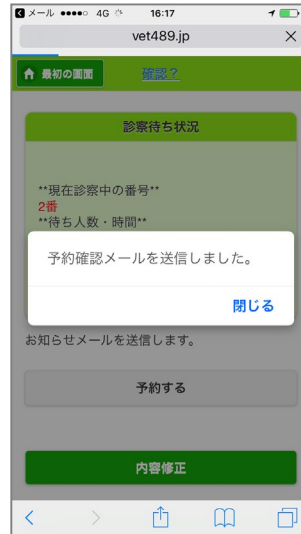 メール 4G 16:17
vet489.jp
最初の画面 確認？
診察待ち状況
**現在診察中の番号**
2番
**待ち人数・時間**
予約確認メールを送信しました。
閉じる
お知らせメールを送信します。
予約する
内容修正